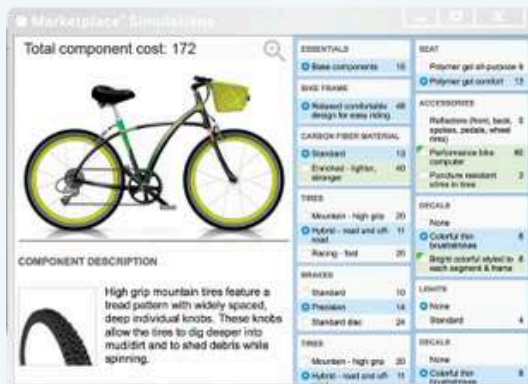 Marketplace Simulations
Total component cost: 172
COMPONENT DESCRIPTION
High grip mountain tires feature a
tread pattern with widely spaced,
deep individual knobs. These knobs
allow the tires to dig deeper into
mud/dirt and to shed debris while
spinning.
ESSENTIALS
Base components
BIKE FRAME
Relaxed comfortable
design for easy riding
CARBON FIBER MATERIAL
Standard 13
Enriched - lighter, 40
stronger
TIRES
Mountain - high grip 20
Hybrid - road and off- 11
road
Racing - fast 25
BRAKES
Standard 10
Precision 14
Standard disc 24
TIRES
Mountain - high grip 20
Hybrid - road and off- 11
SEAT
Polymer gel all-purpose 9
Polymer gel comfort 13
ACCESSORIES
Reflectors (front, back,
spokes, pedals, wheel
rims)
Performance bike 60
computer
Puncture resistant 3
in tires
DECALS
None
Colorful thin
brushstrokes
Bright colorful styled to
each segment & frame
LIGHTS
None
Standard 4
DECALS
None
Colorful thin
brushstrokes